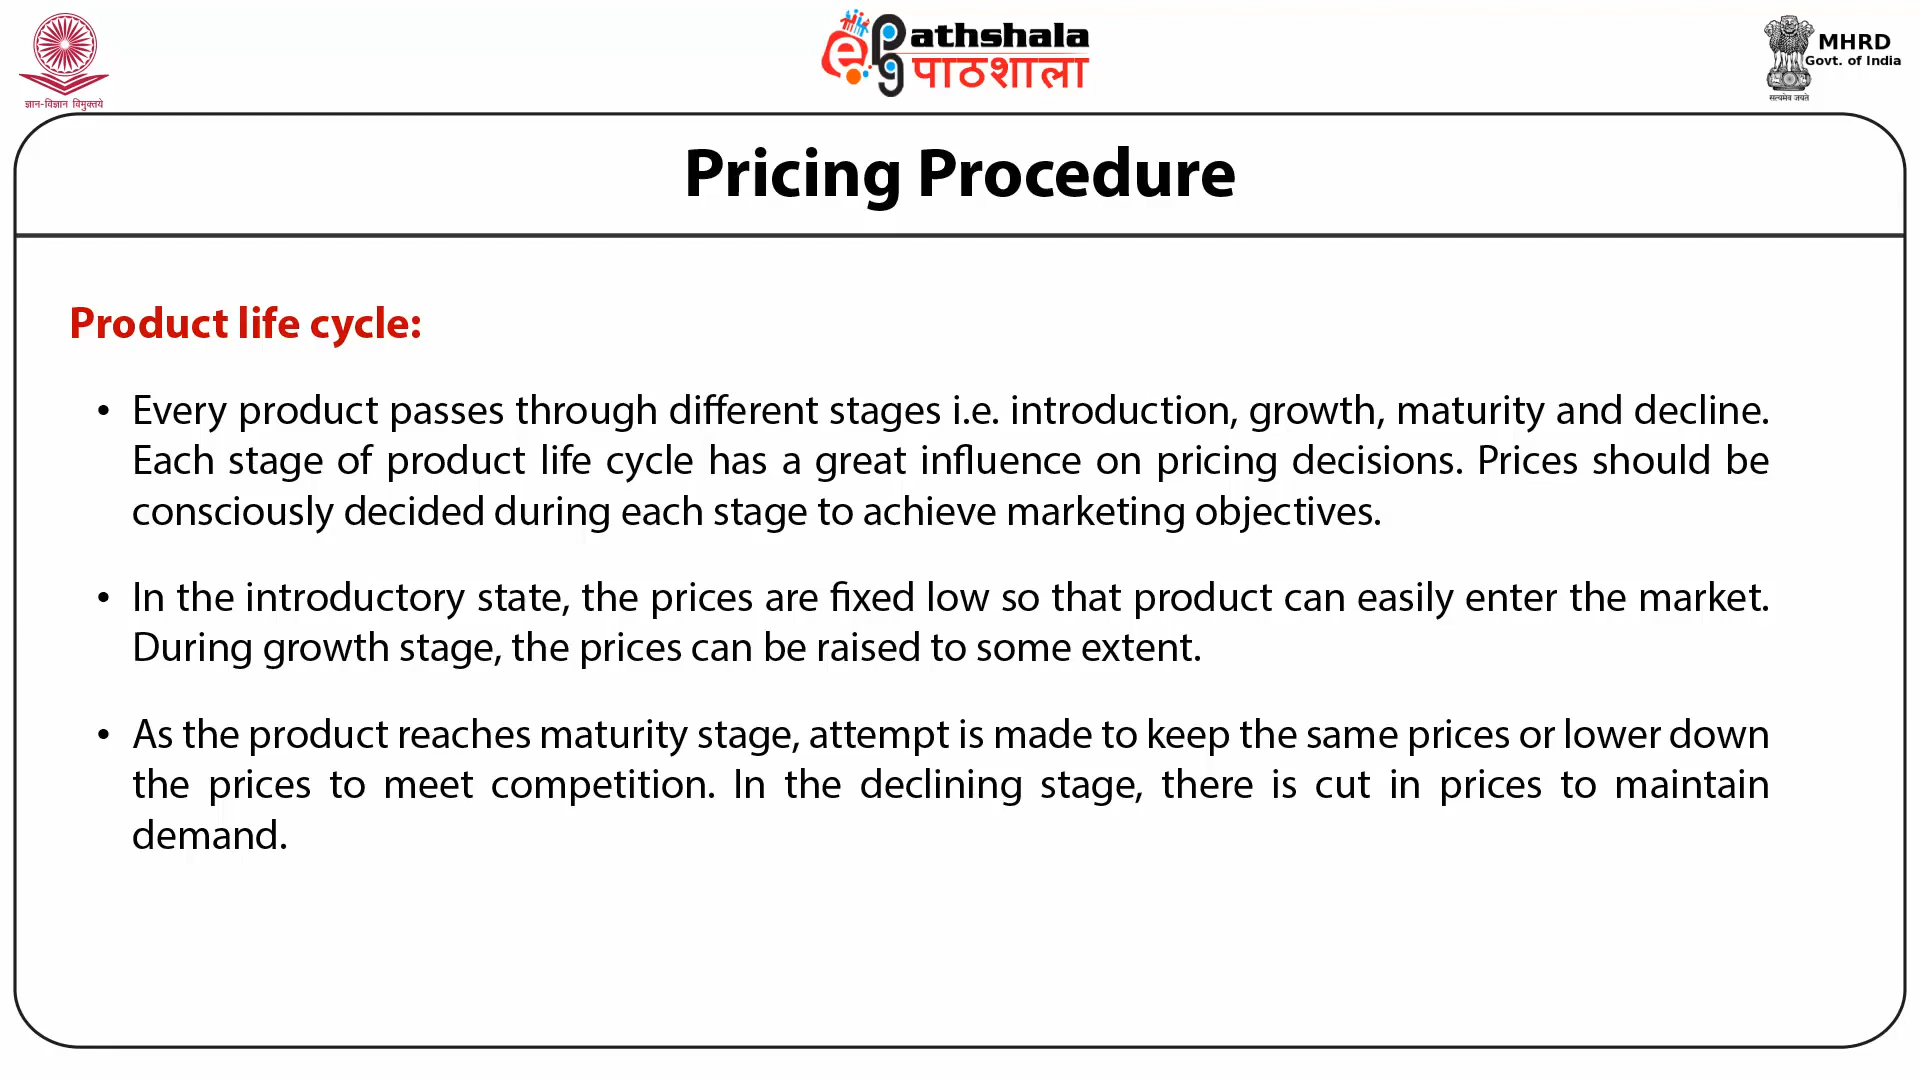 ज्ञान-विज्ञान विमुक्तये
ePG Pathshala
पाठशाला
MHRD
Govt. of India
सत्यमेव जयते
Pricing Procedure
Product life cycle:
• Every product passes through different stages i.e. introduction, growth, maturity and decline.
Each stage of product life cycle has a great influence on pricing decisions. Prices should be
consciously decided during each stage to achieve marketing objectives.
• In the introductory state, the prices are fixed low so that product can easily enter the market.
During growth stage, the prices can be raised to some extent.
• As the product reaches maturity stage, attempt is made to keep the same prices or lower down
the prices to meet competition. In the declining stage, there is cut in prices to maintain
demand.